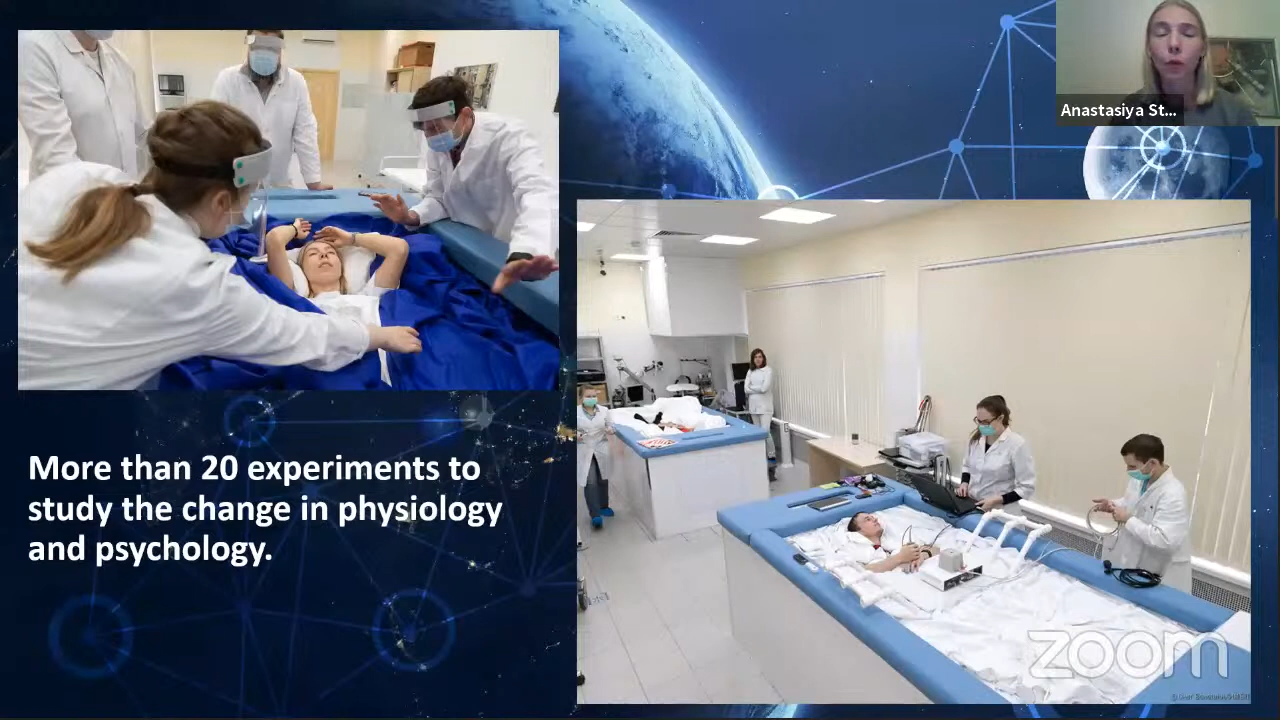 Anastasiya St...
More than 20 experiments to
study the change in physiology
and psychology.
zoom